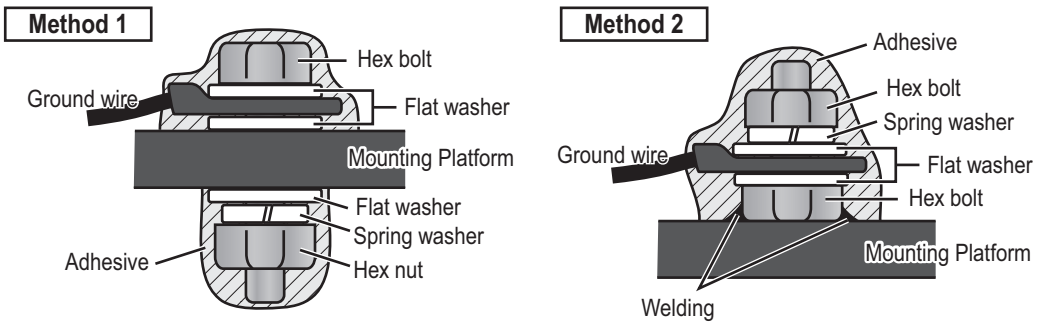 Method 1
Hex bolt
Ground wire
Flat washer
Mounting Platform
Flat washer
Spring washer
Adhesive
Hex nut
Method 2
Adhesive
Hex bolt
Spring washer
Ground wire
Flat washer
Hex bolt
Mounting Platform
Welding